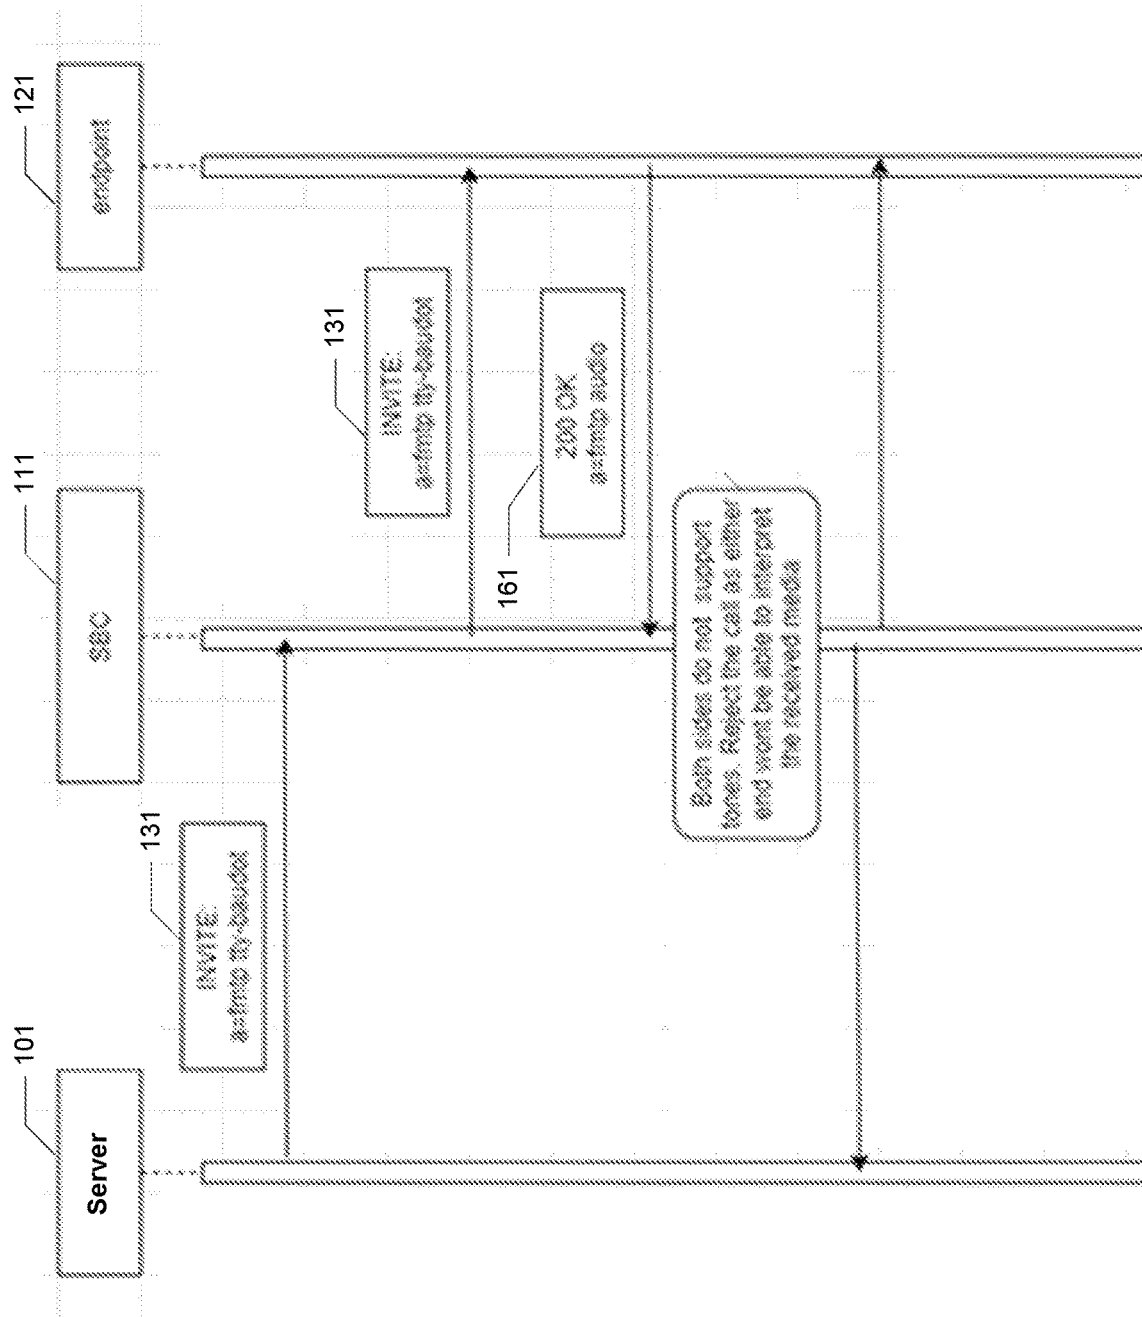 101
Server
111
SBC
121
endpoint
131
INVITE:
a=fmtp tty-baudot
131
INVITE:
a=fmtp tty-baudot
161
200 OK
a=fmtp audio
Both sides do not support
tones. Reject the call as either
end wont be able to interpret
the received media